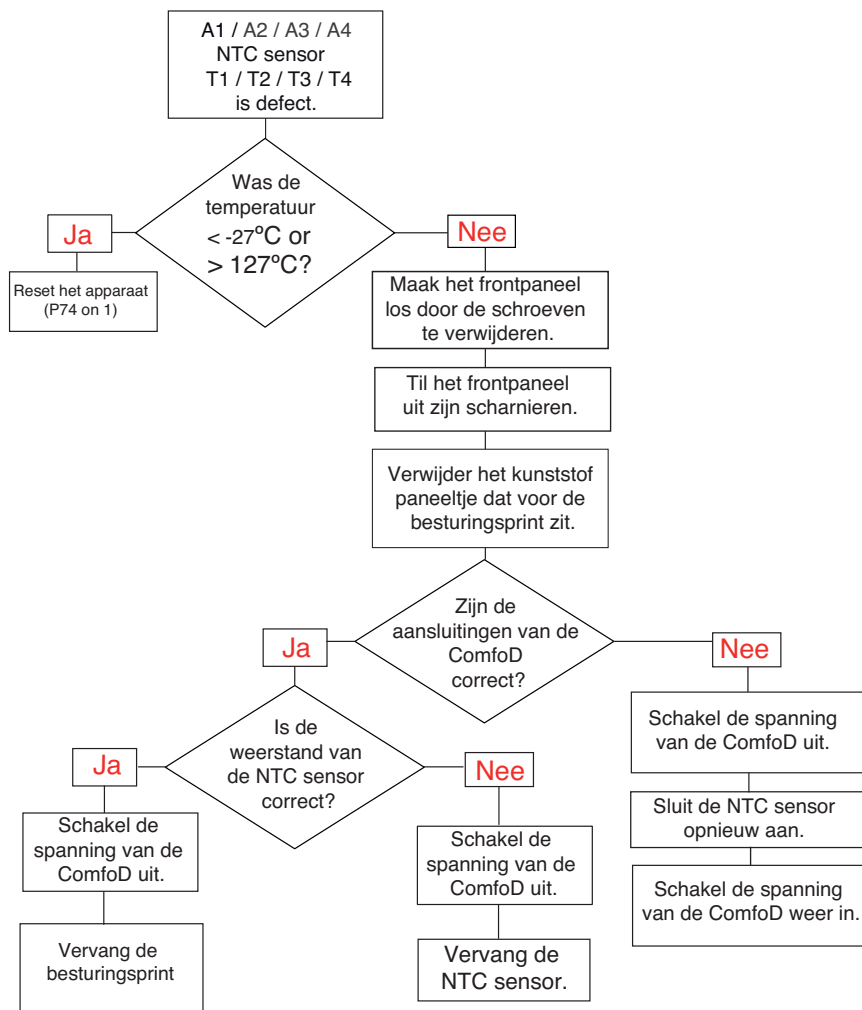 A1 / A2 / A3 / A4
NTC sensor
T1 / T2 / T3 / T4
is defect.
Was de
temperatuur
< -27ºC or
> 127ºC?
Ja
Nee
Reset het apparaat
(P74 on 1)
Maak het frontpaneel
los door de schroeven
te verwijderen.
Til het frontpaneel
uit zijn scharnieren.
Verwijder het kunststof
paneeltje dat voor de
besturingsprint zit.
Zijn de
aansluitingen van de
ComfoD
correct?
Ja
Nee
Is de
weerstand van
de NTC sensor
correct?
Ja
Nee
Schakel de spanning
van de ComfoD uit.
Sluit de NTC sensor
opnieuw aan.
Schakel de spanning
van de ComfoD weer in.
Schakel de
spanning van de
ComfoD uit.
Vervang de
besturingsprint
Schakel de
spanning van de
ComfoD uit.
Vervang de
NTC sensor.